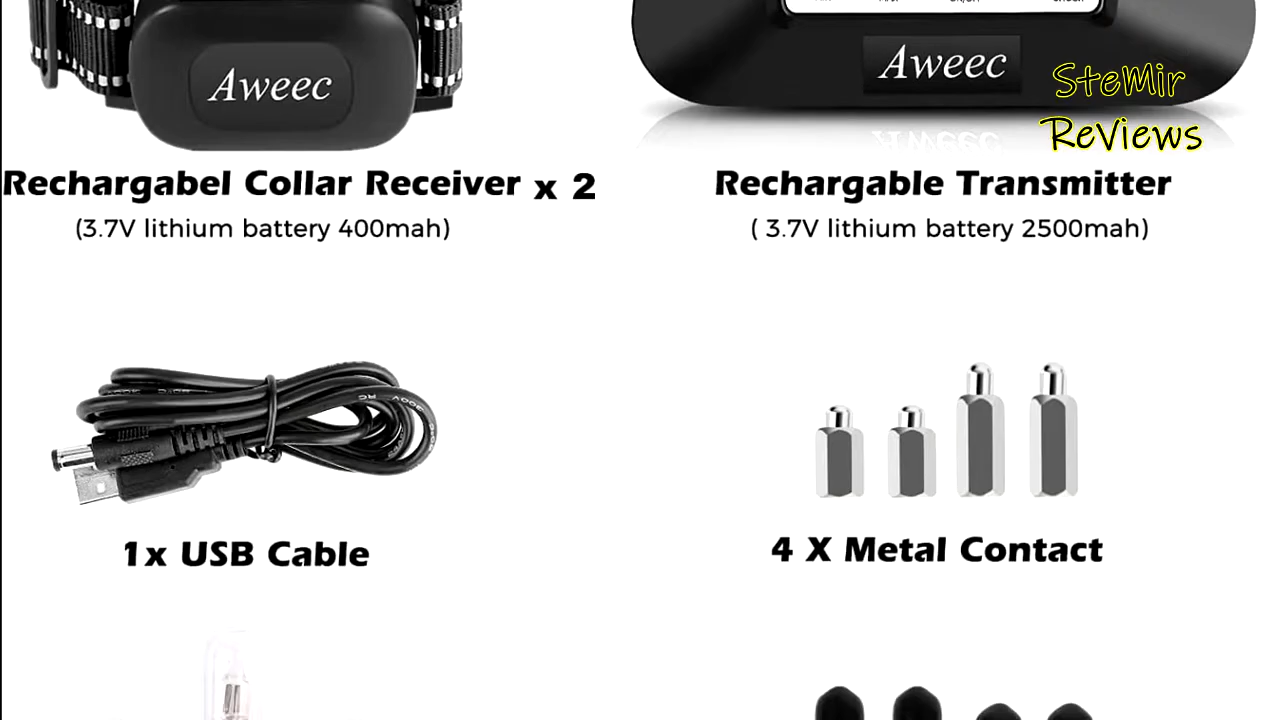 Aweec
Aweec
SteMir
ReViews
Rechargabel Collar Receiver x 2
(3.7V lithium battery 400mah)
Rechargable Transmitter
( 3.7V lithium battery 2500mah)
1x USB Cable
4 X Metal Contact